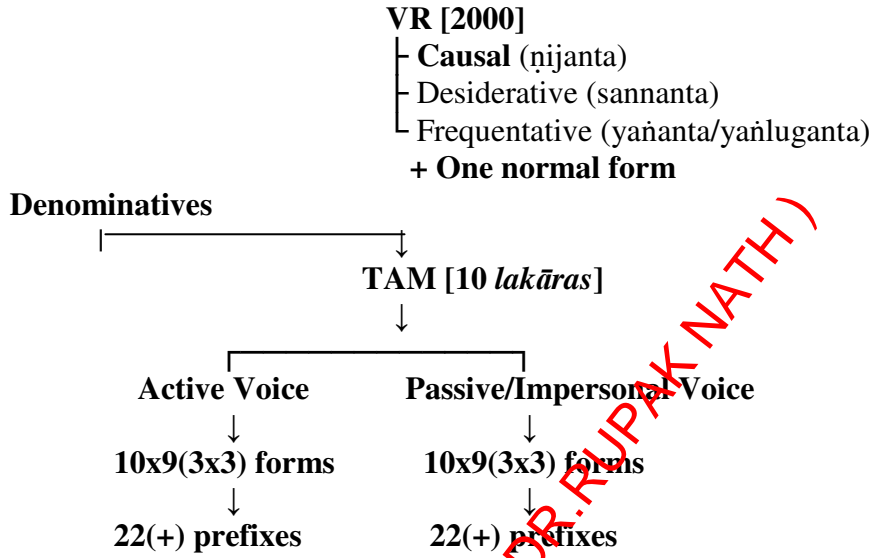 VR [2000]
Causal (ṇijanta)
Desiderative (sannanta)
Frequentative (yaṅanta/yaṅluganta)
+ One normal form
Denominatives
TAM [10 lakāras]
Active Voice Passive/Impersonal Voice
10x9(3x3) forms 10x9(3x3) forms
22(+) prefixes 22(+) prefixes
DR.RUPAK NATH )